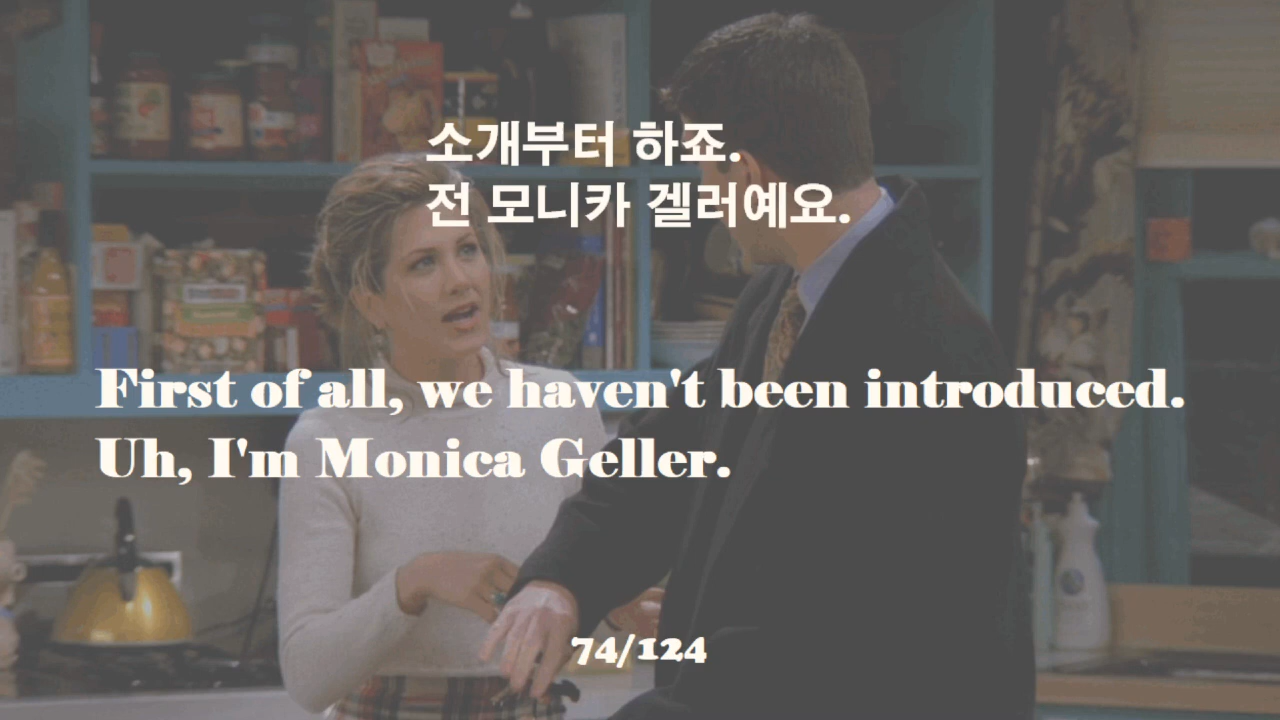 소개부터 하죠.
전 모니카 겔러예요.
First of all, we haven't been introduced.
Uh, I'm Monica Geller.
74/124